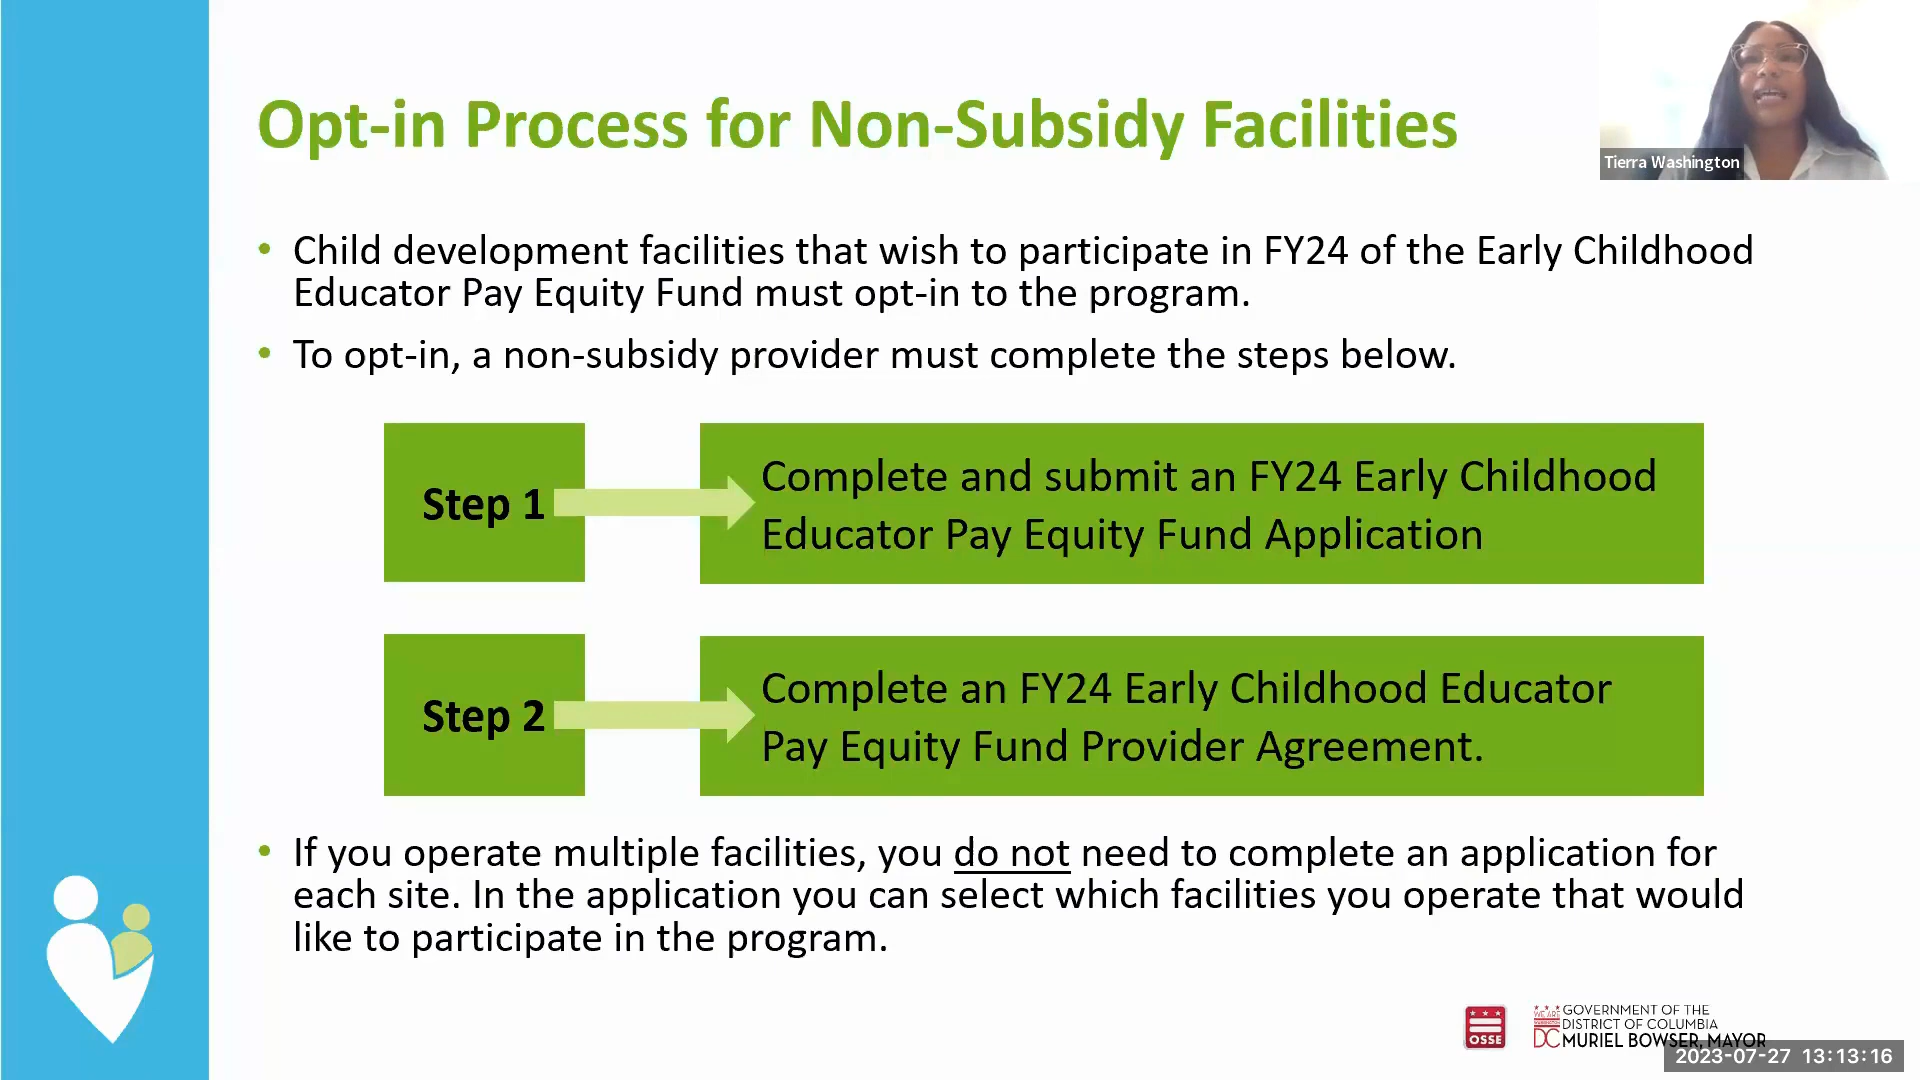 Opt-in Process for Non-Subsidy Facilities
Tierra Washington
• Child development facilities that wish to participate in FY24 of the Early Childhood
Educator Pay Equity Fund must opt-in to the program.
• To opt-in, a non-subsidy provider must complete the steps below.
Step 1
Complete and submit an FY24 Early Childhood
Educator Pay Equity Fund Application
Step 2
Complete an FY24 Early Childhood Educator
Pay Equity Fund Provider Agreement.
• If you operate multiple facilities, you do not need to complete an application for
each site. In the application you can select which facilities you operate that would
like to participate in the program.
OSSE
WE ARE
WASHINGTON
DC
GOVERNMENT OF THE
DISTRICT OF COLUMBIA
MURIEL BOWSER, MAYOR
2023-07-27 13:13:16